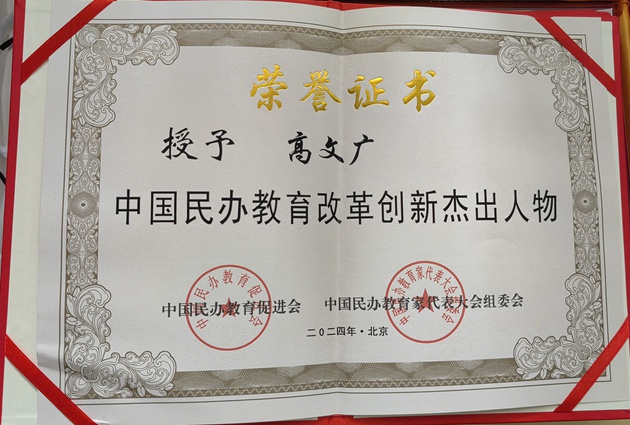 荣誉证书
授予 高文广
中国民办教育改革创新杰出人物
中国民办教育促进会 中国民办教育家代表大会组委会
二〇二四年·北京